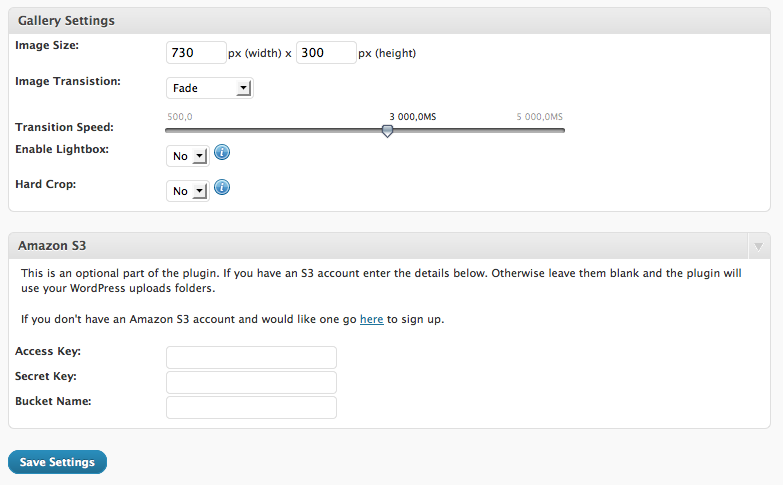 Gallery Settings
Image Size: 730 px (width) x 300 px (height)
Image Transistion: Fade
500,0 3 000,0MS 5 000,0MS
Transition Speed:
Enable Lightbox: No
Hard Crop: No
Amazon S3
This is an optional part of the plugin. If you have an S3 account enter the details below. Otherwise leave them blank and the plugin will
use your WordPress uploads folders.
If you don't have an Amazon S3 account and would like one go here to sign up.
Access Key:
Secret Key:
Bucket Name:
Save Settings